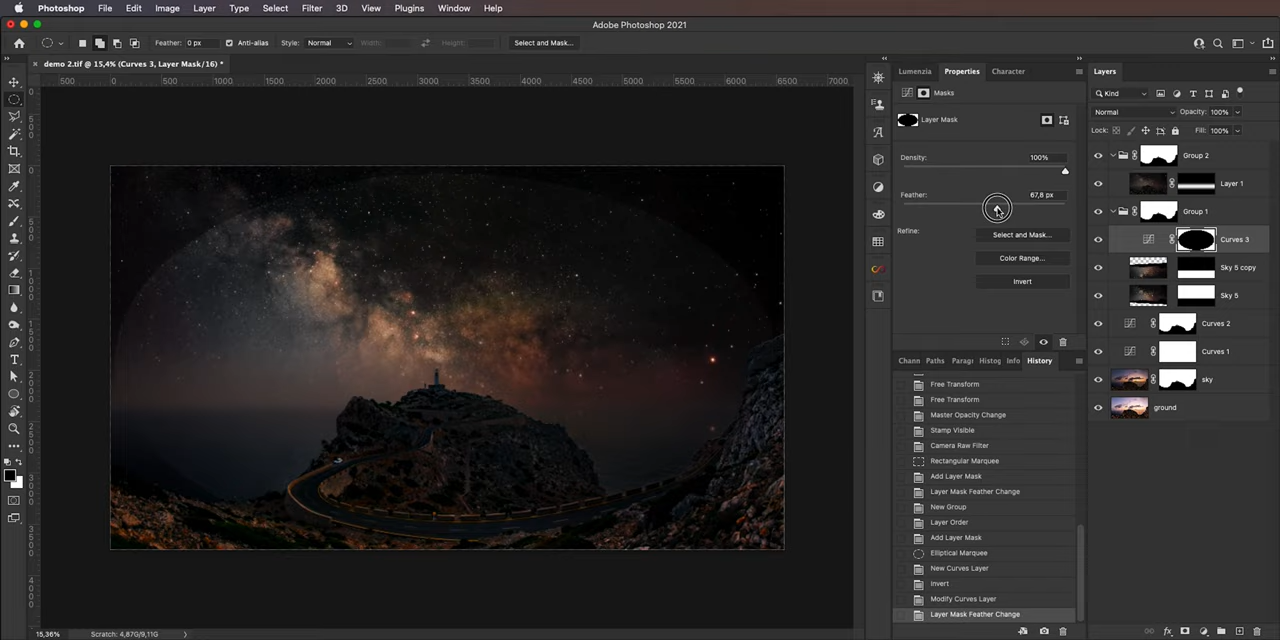 Photoshop File Edit Image Layer Type Select Filter 3D View Plugins Window Help
Adobe Photoshop 2021
Feather: 0 px Anti-alias Style: Normal Width: Height: Select and Mask...
demo 2.tif @ 15,4% (Curves 3, Layer Mask/16) *
500 0 500 1000 1500 2000 2500 3000 3500 4000 4500 5000 5500 6000 6500 7000
Lumenzia Properties Character
Masks
Layer Mask
Density: 100%
Feather: 67,8 px
Refine: Select and Mask...
Color Range...
Invert
Chann Paths Paragr Histog Info History
Free Transform
Free Transform
Master Opacity Change
Stamp Visible
Camera Raw Filter
Rectangular Marquee
Add Layer Mask
Layer Mask Feather Change
New Group
Layer Order
Add Layer Mask
Elliptical Marquee
New Curves Layer
Invert
Modify Curves Layer
Layer Mask Feather Change
Layers
Kind
Normal Opacity: 100%
Lock: Fill: 100%
Group 2
Layer 1
Group 1
Curves 3
Sky 5 copy
Sky 5
Curves 2
Curves 1
sky
ground
15,36% Scratch: 4,87G/9,11G